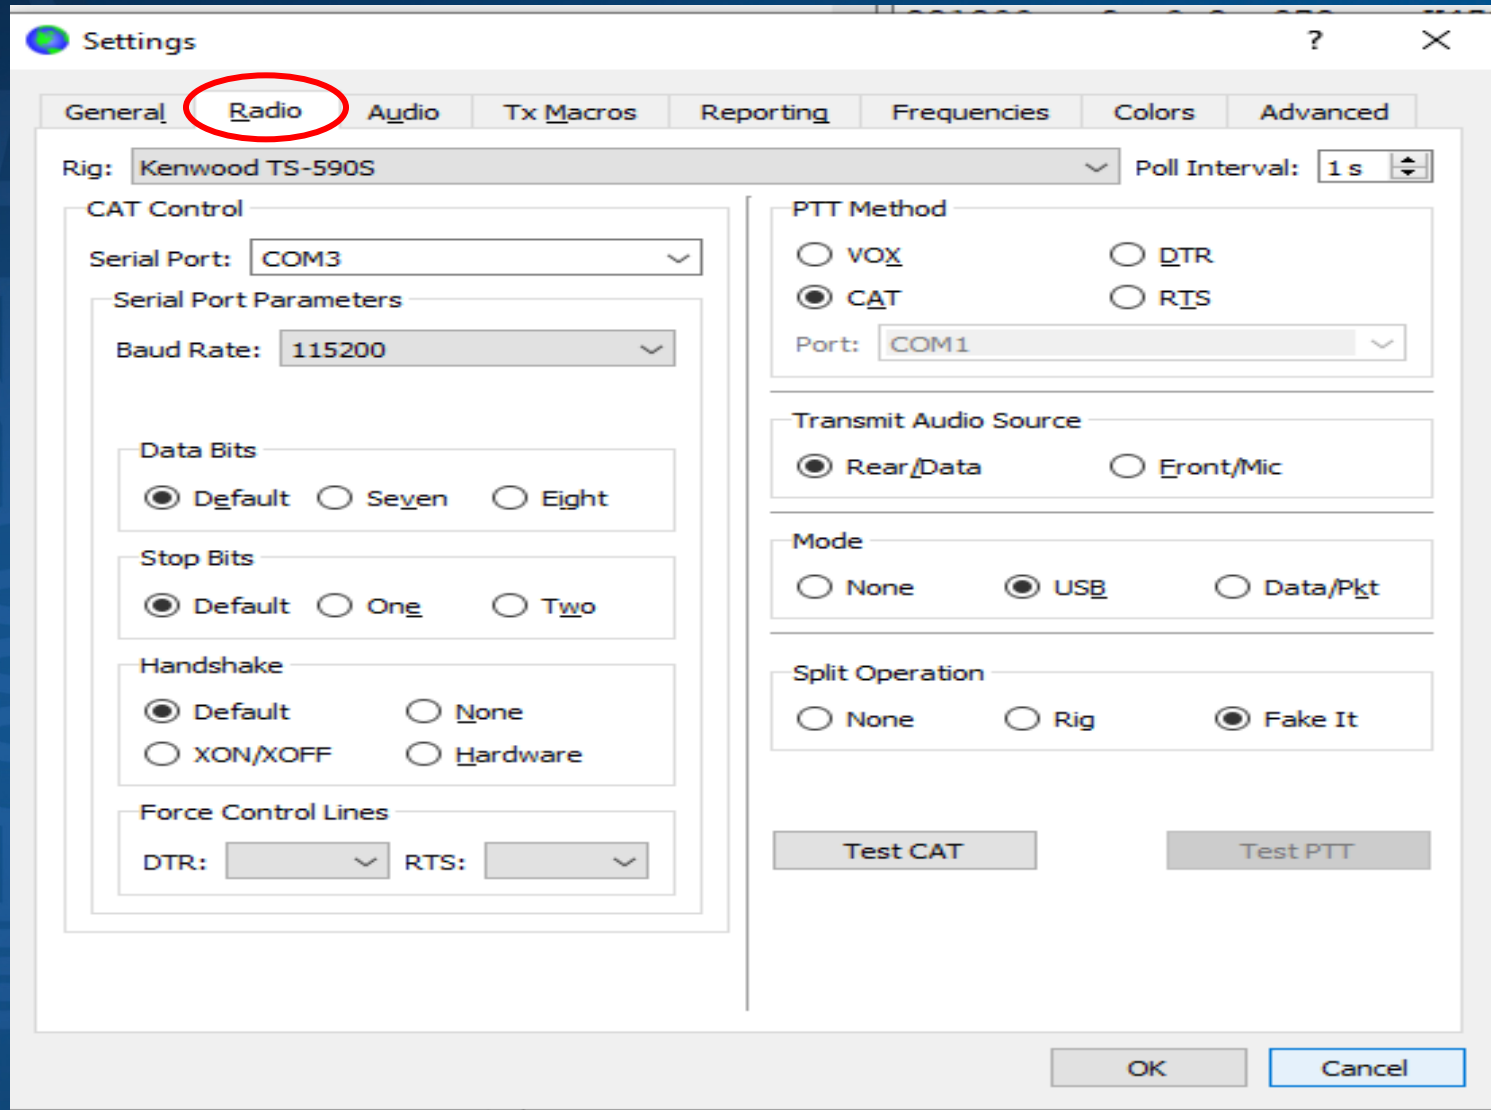 Settings
?
General Radio Audio Tx Macros Reporting Frequencies Colors Advanced
Rig: Kenwood TS-590S Poll Interval: 1 s
CAT Control
Serial Port: COM3
Serial Port Parameters
Baud Rate: 115200
Data Bits
Default Seven Eight
Stop Bits
Default One Two
Handshake
Default None
XON/XOFF Hardware
Force Control Lines
DTR: RTS:
PTT Method
VOX DTR
CAT RTS
Port: COM1
Transmit Audio Source
Rear/Data Front/Mic
Mode
None USB Data/Pkt
Split Operation
None Rig Fake It
Test CAT Test PTT
OK Cancel